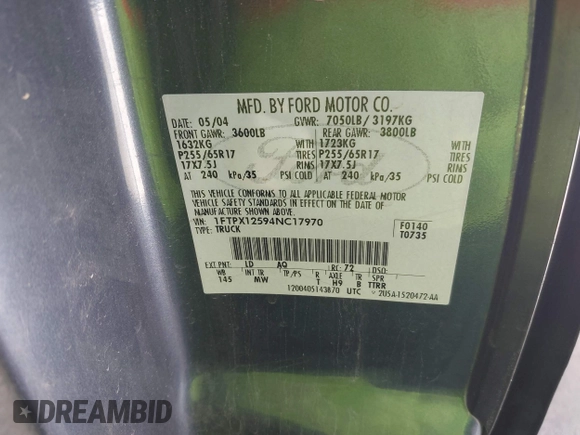 MFD. BY FORD MOTOR CO.
DATE: 05/04 GVWR: 7050LB/ 3197KG
FRONT GAWR: 3600LB REAR GAWR: 3800LB
1632KG WITH 1723KG WITH
P255/65R17 TIRES P255/65R17 TIRES
17X7.5J RIMS 17X7.5J RIMS
AT 240 kPa/35 PSI COLD AT 240 kPa/35 PSI COLD
THIS VEHICLE CONFORMS TO ALL APPLICABLE FEDERAL MOTOR
VEHICLE SAFETY STANDARDS IN EFFECT ON THE DATE OF
MANUFACTURE SHOWN ABOVE.
VIN: 1FTPX12594NC17970 F0140
TYPE: TRUCK T0735
EXT PNT: LD AQ RC: 72 DSO:
WB INT TR TP/PS R AXLE TR SPR
145 MW T H9 B TTRR
1200405143870 UTC 2U5A-1520472-AA
Ford
DREAMBID